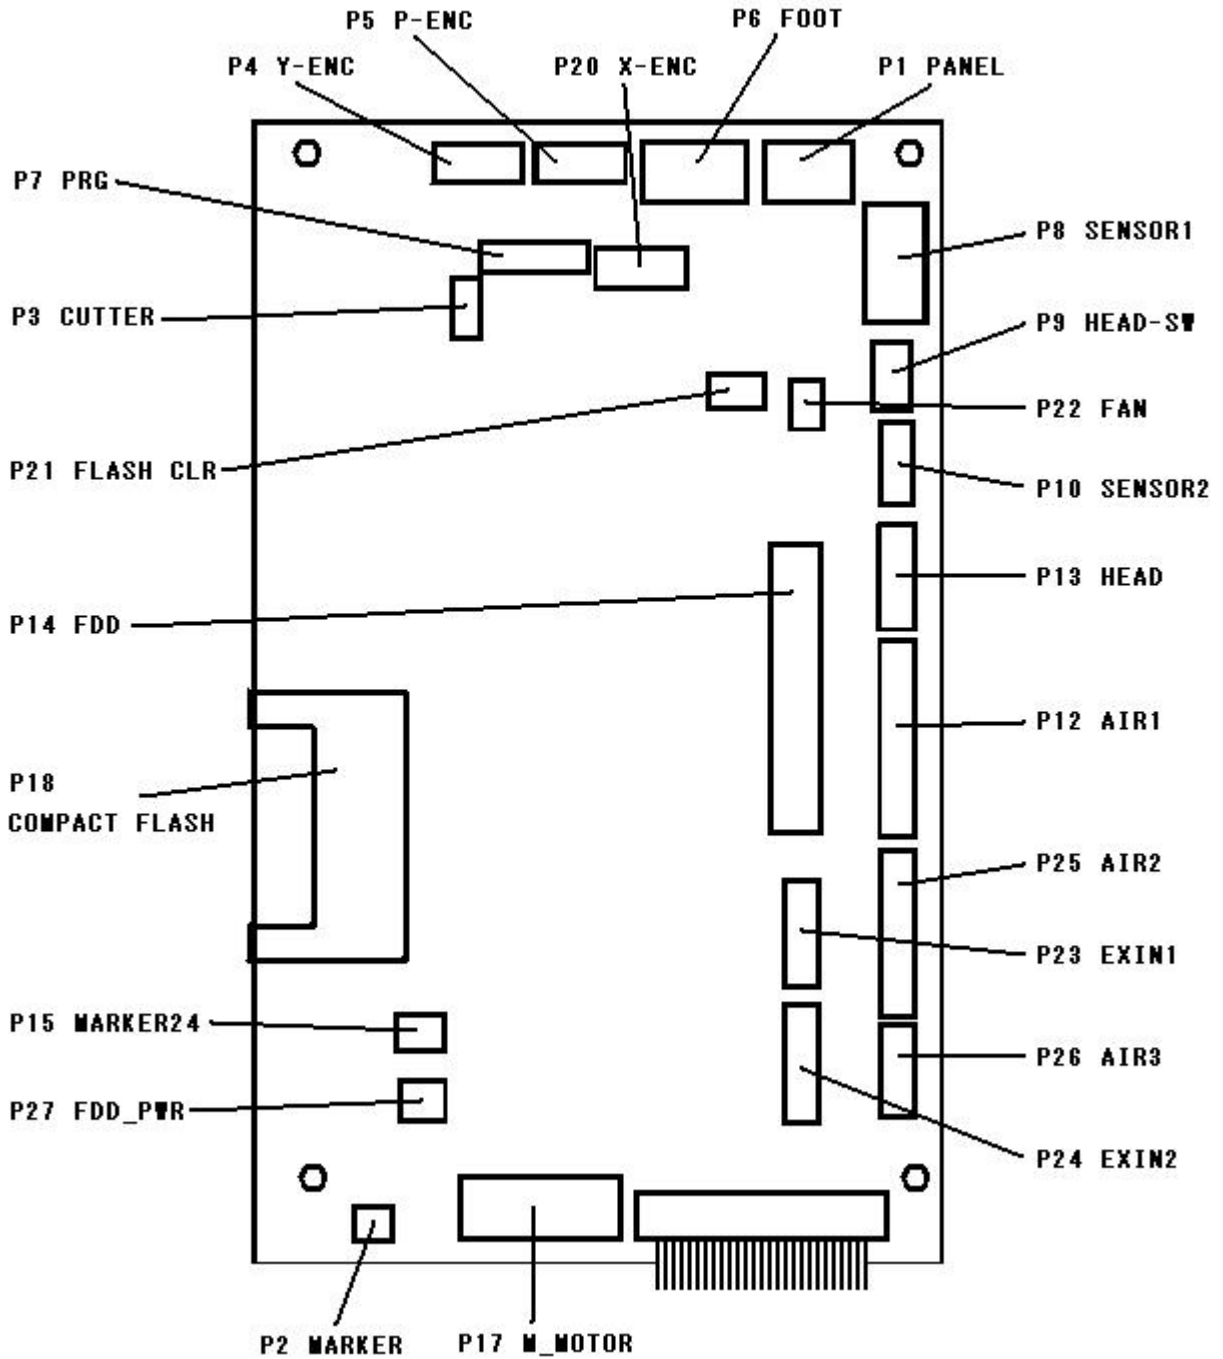 P5 P-ENC
P6 FOOT
P4 Y-ENC
P20 X-ENC
P1 PANEL
P7 PRG
P8 SENSOR1
P3 CUTTER
P9 HEAD-SW
P22 FAN
P21 FLASH CLR
P10 SENSOR2
P13 HEAD
P14 FDD
P12 AIR1
P18
COMPACT FLASH
P25 AIR2
P23 EXIN1
P15 MARKER24
P26 AIR3
P27 FDD_PWR
P24 EXIN2
P2 MARKER
P17 M_MOTOR